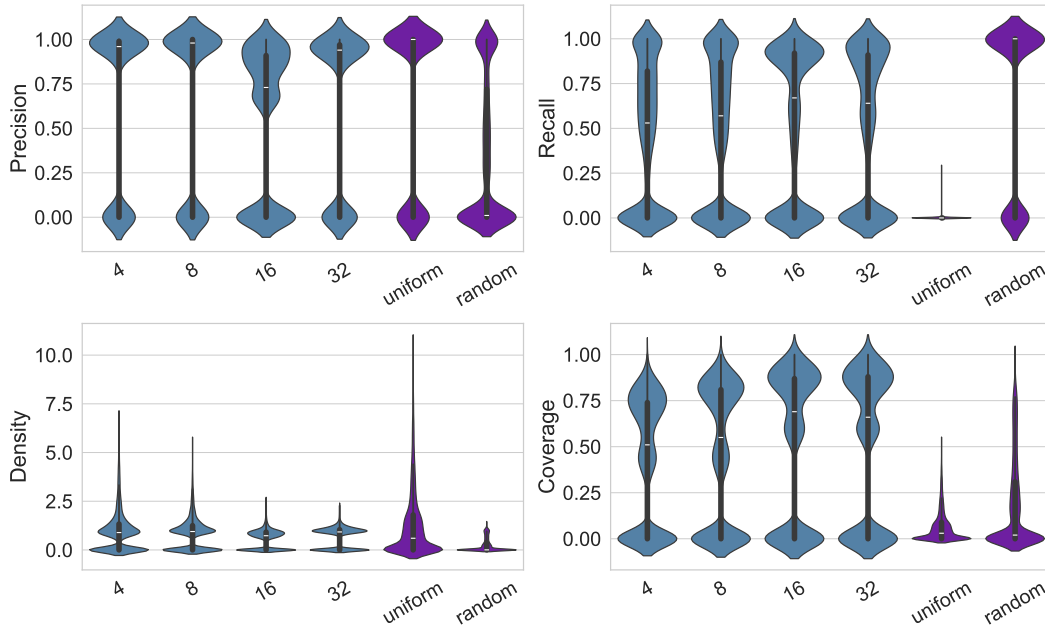 Precision
1.00
0.75
0.50
0.25
0.00
4 8 16 32 uniform random
Recall
1.00
0.75
0.50
0.25
0.00
4 8 16 32 uniform random
Density
10.0
7.5
5.0
2.5
0.0
4 8 16 32 uniform random
Coverage
1.00
0.75
0.50
0.25
0.00
4 8 16 32 uniform random